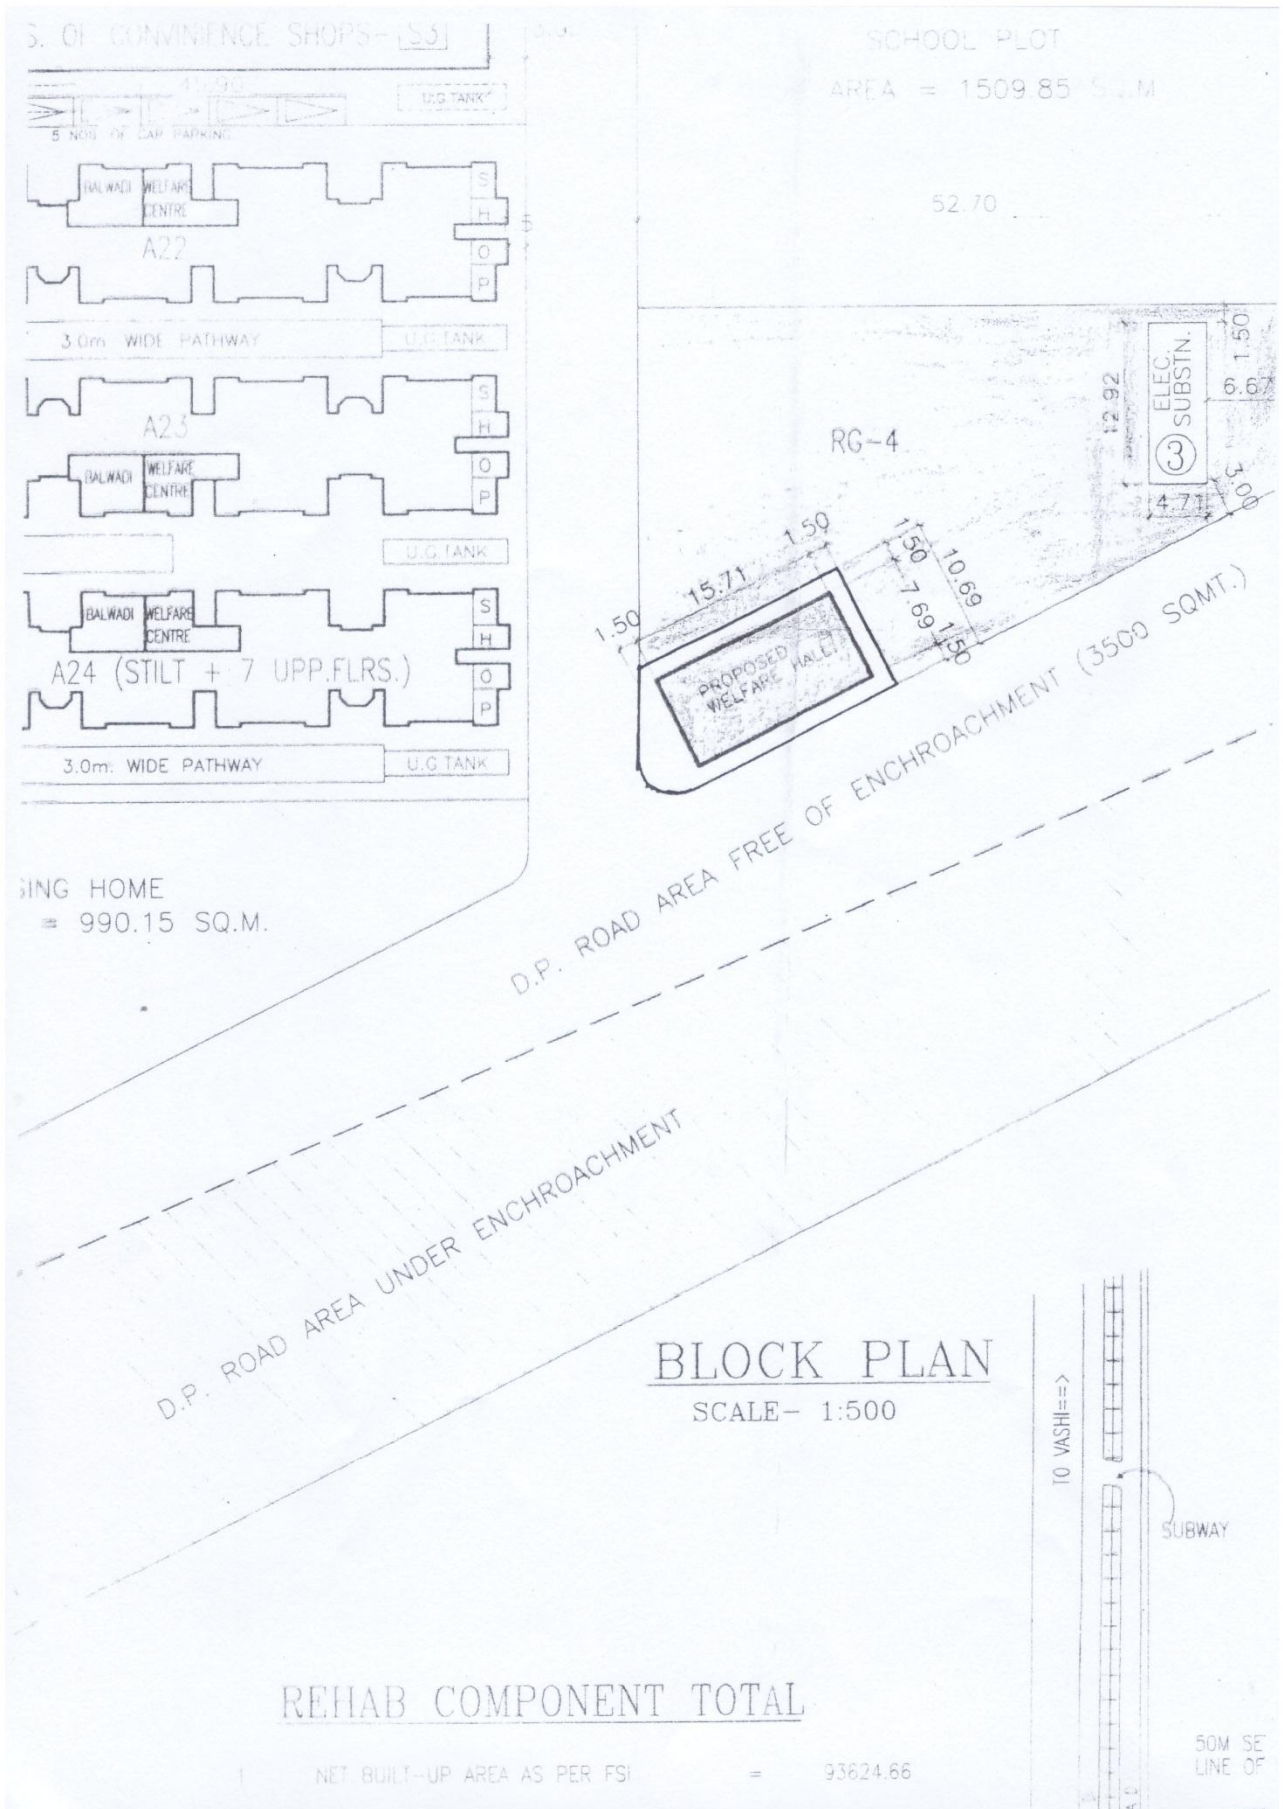 S. OF CONVINIENCE SHOPS-[S3]
41.90
U.G.TANK
5 NOS. OF CAR PARKING
SCHOOL PLOT
AREA = 1509.85 SQ.M
52.70
BALWADI
WELFARE
CENTRE
A22
S
H
O
P
5
3.0m WIDE PATHWAY
U.G.TANK
A23
BALWADI
WELFARE
CENTRE
S
H
O
P
U.G.TANK
BALWADI
WELFARE
CENTRE
A24 (STILT + 7 UPP.FLRS.)
S
H
O
P
3.0m. WIDE PATHWAY
U.G TANK
RG-4
ELEC.
SUBSTN.
3
12.92
1.50
6.6
4.71
3.00
1.50
15.71
1.50
1.50
10.69
7.69
1.50
PROPOSED
WELFARE HALL
SING HOME
= 990.15 SQ.M.
D.P. ROAD AREA FREE OF ENCHROACHMENT (3500 SQMT.)
D.P. ROAD AREA UNDER ENCHROACHMENT
BLOCK PLAN
SCALE- 1:500
TO VASHI==>
SUBWAY
REHAB COMPONENT TOTAL
1 NET BUILT-UP AREA AS PER FSI = 93624.66
50M SE
LINE OF